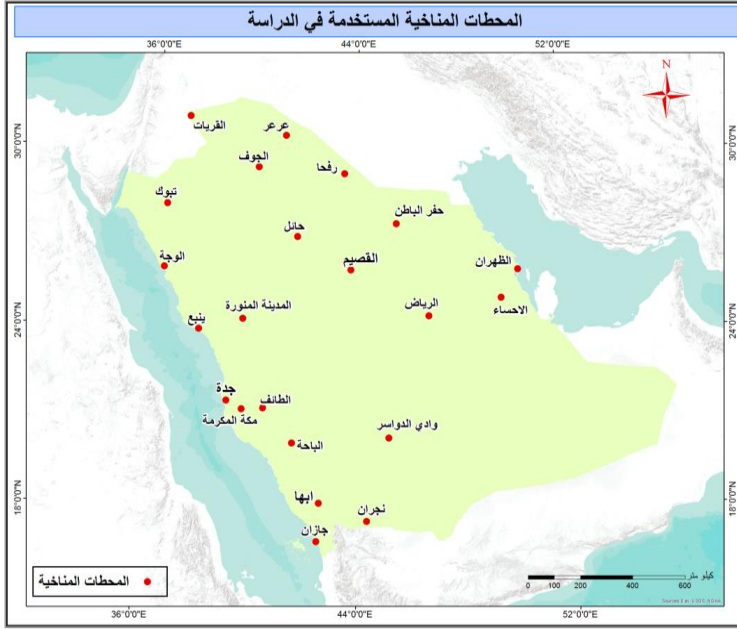 المحطات المناخية المستخدمة في الدراسة
36°0'0"E 44°0'0"E 52°0'0"E
N
30°0'0"N 30°0'0"N
القريات
عرعر
الجوف
رفحا
تبوك
حفر الباطن
حائل
القصيم
الظهران
الوجة
الاحساء
المدينة المنورة
الرياض
ينبع
24°0'0"N 24°0'0"N
جدة
الطائف
مكة المكرمة
وادي الدواسر
الباحة
ابها
نجران
18°0'0"N 18°0'0"N
جازان
المحطات المناخية
كيلو متر
0 100 200 400 600
36°0'0"E 44°0'0"E 52°0'0"E